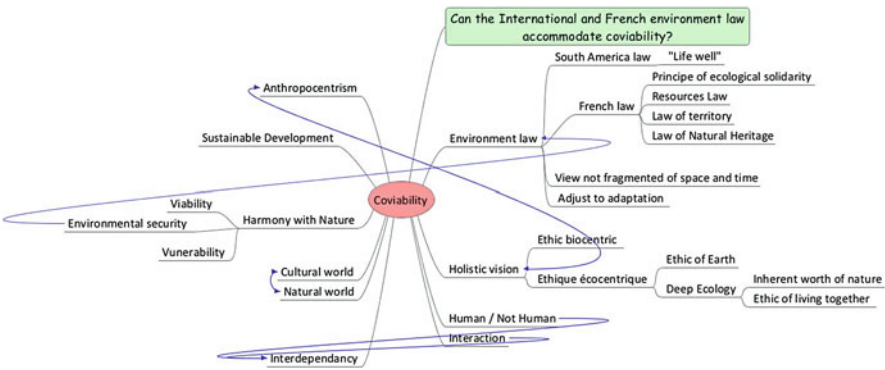 Can the International and French environment law
accommodate coviability?
South America law
"Life well"
Principe of ecological solidarity
Anthropocentrism
Resources Law
French law
Law of territory
Sustainable Development
Environment law
Law of Natural Heritage
View not fragmented of space and time
Coviability
Adjust to adaptation
Viability
Harmony with Nature
Environmental security
Vunerability
Ethic biocentric
Ethic of Earth
Cultural world
Holistic vision
Ethique écocentrique
Inherent worth of nature
Natural world
Deep Ecology
Ethic of living together
Human / Not Human
Interaction
Interdependancy